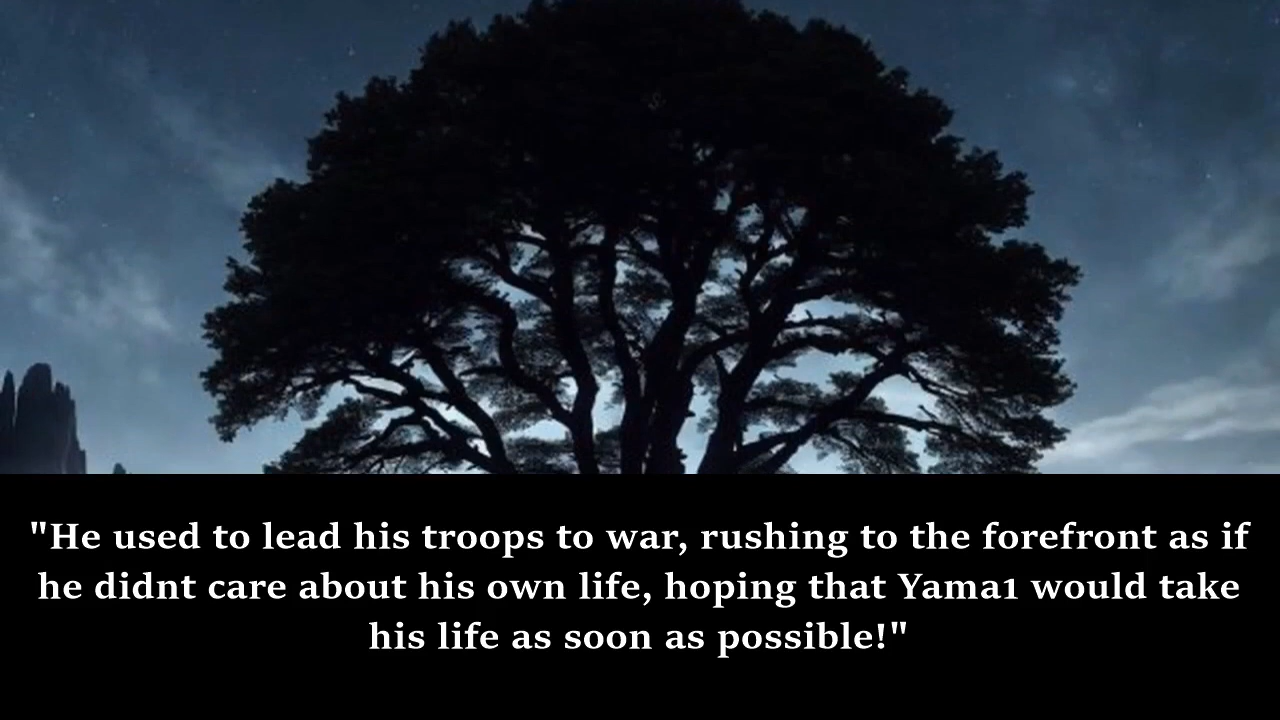 "He used to lead his troops to war, rushing to the forefront as if
he didnt care about his own life, hoping that Yama1 would take
his life as soon as possible!"